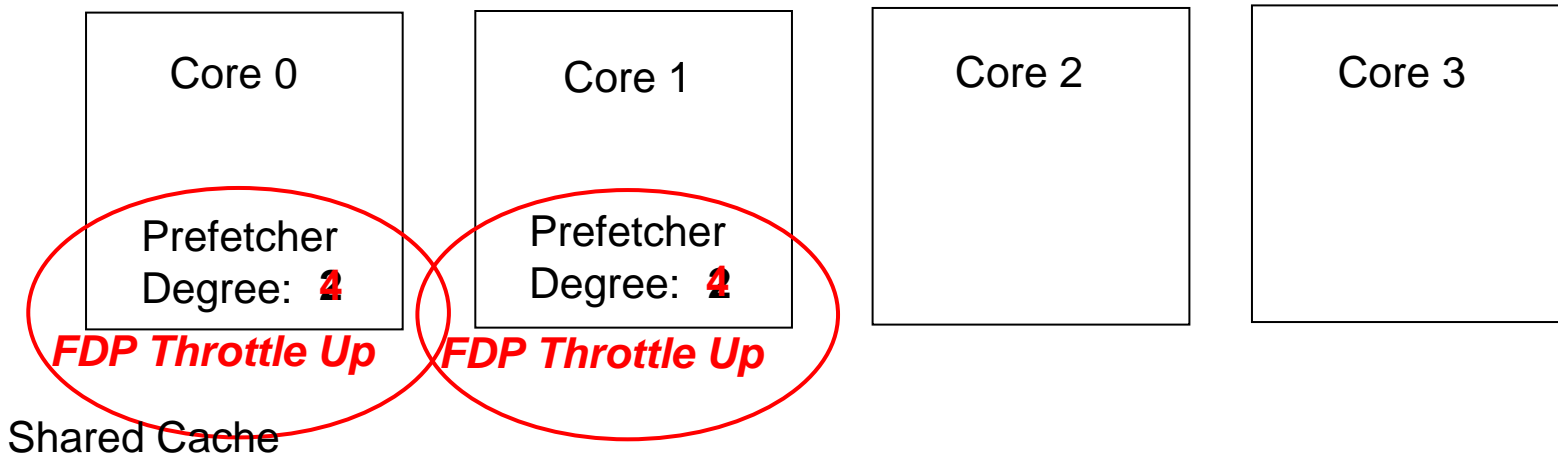 Core 0
Core 1
Core 2
Core 3
Prefetcher
Degree:
Prefetcher
Degree:
FDP Throttle Up
FDP Throttle Up
Shared Cache